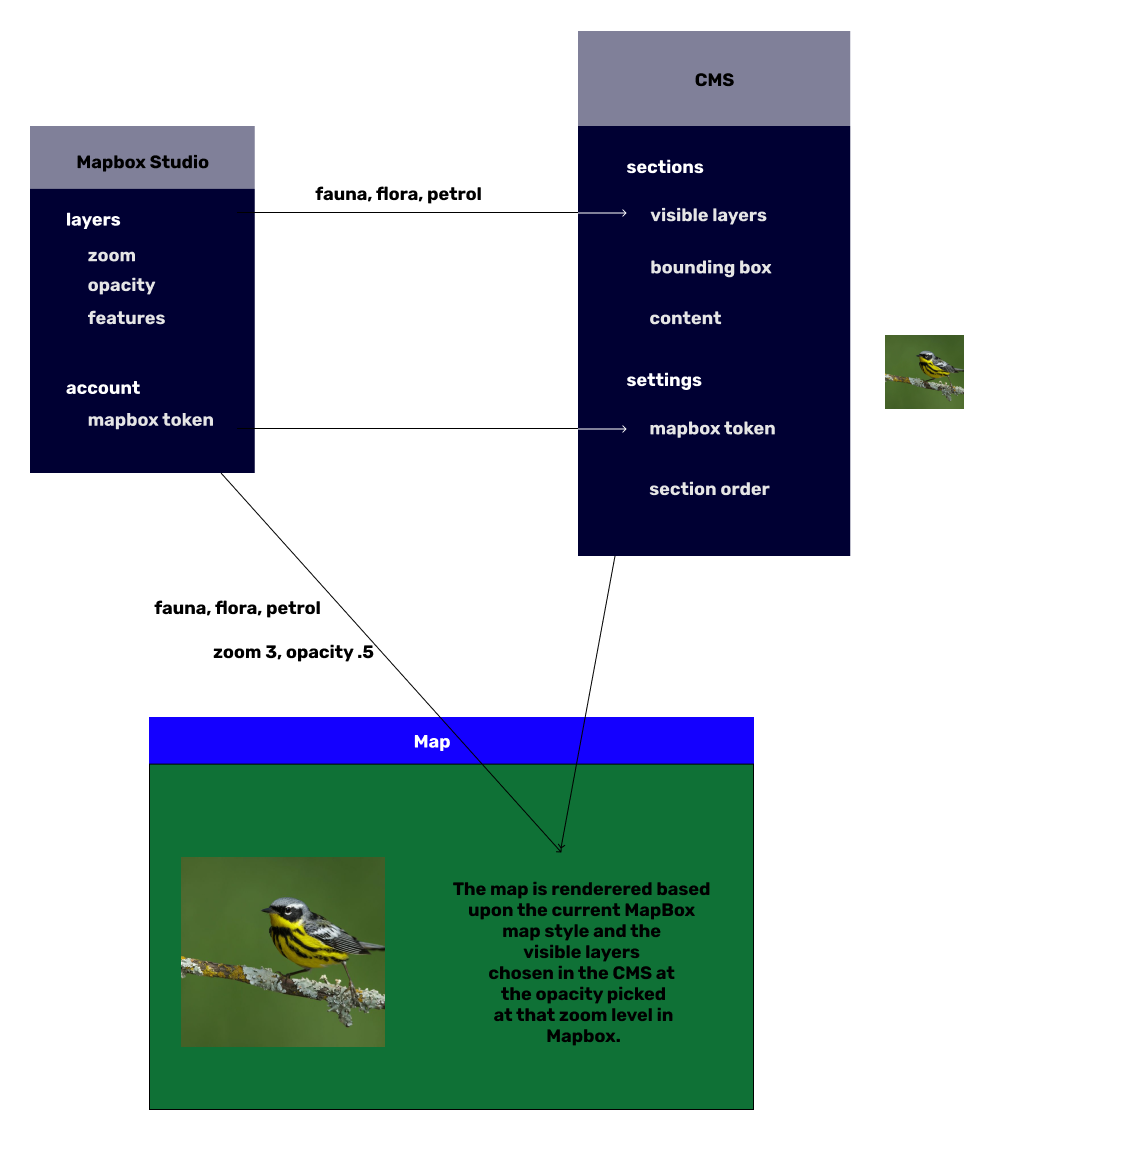 CMS
Mapbox Studio
sections
fauna, flora, petrol
layers
visible layers
zoom
bounding box
opacity
features
content
settings
account
mapbox token
mapbox token
section order
fauna, flora, petrol
zoom 3, opacity .5
Map
The map is renderered based
upon the current MapBox
map style and the
visible layers
chosen in the CMS at
the opacity picked
at that zoom level in
Mapbox.